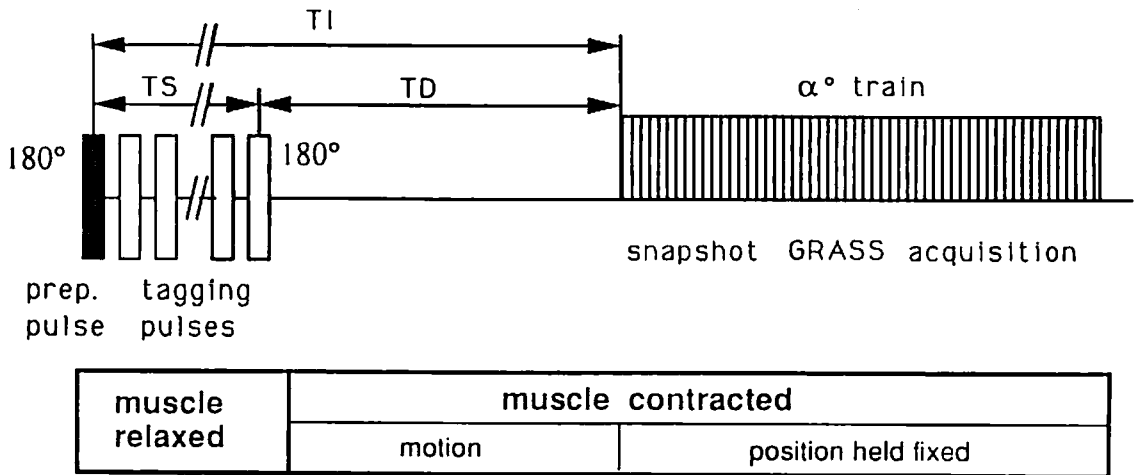 TI
TS
TD
α° train
180°
180°
snapshot GRASS acquisition
prep. tagging
pulse pulses
muscle
relaxed
muscle contracted
motion
position held fixed